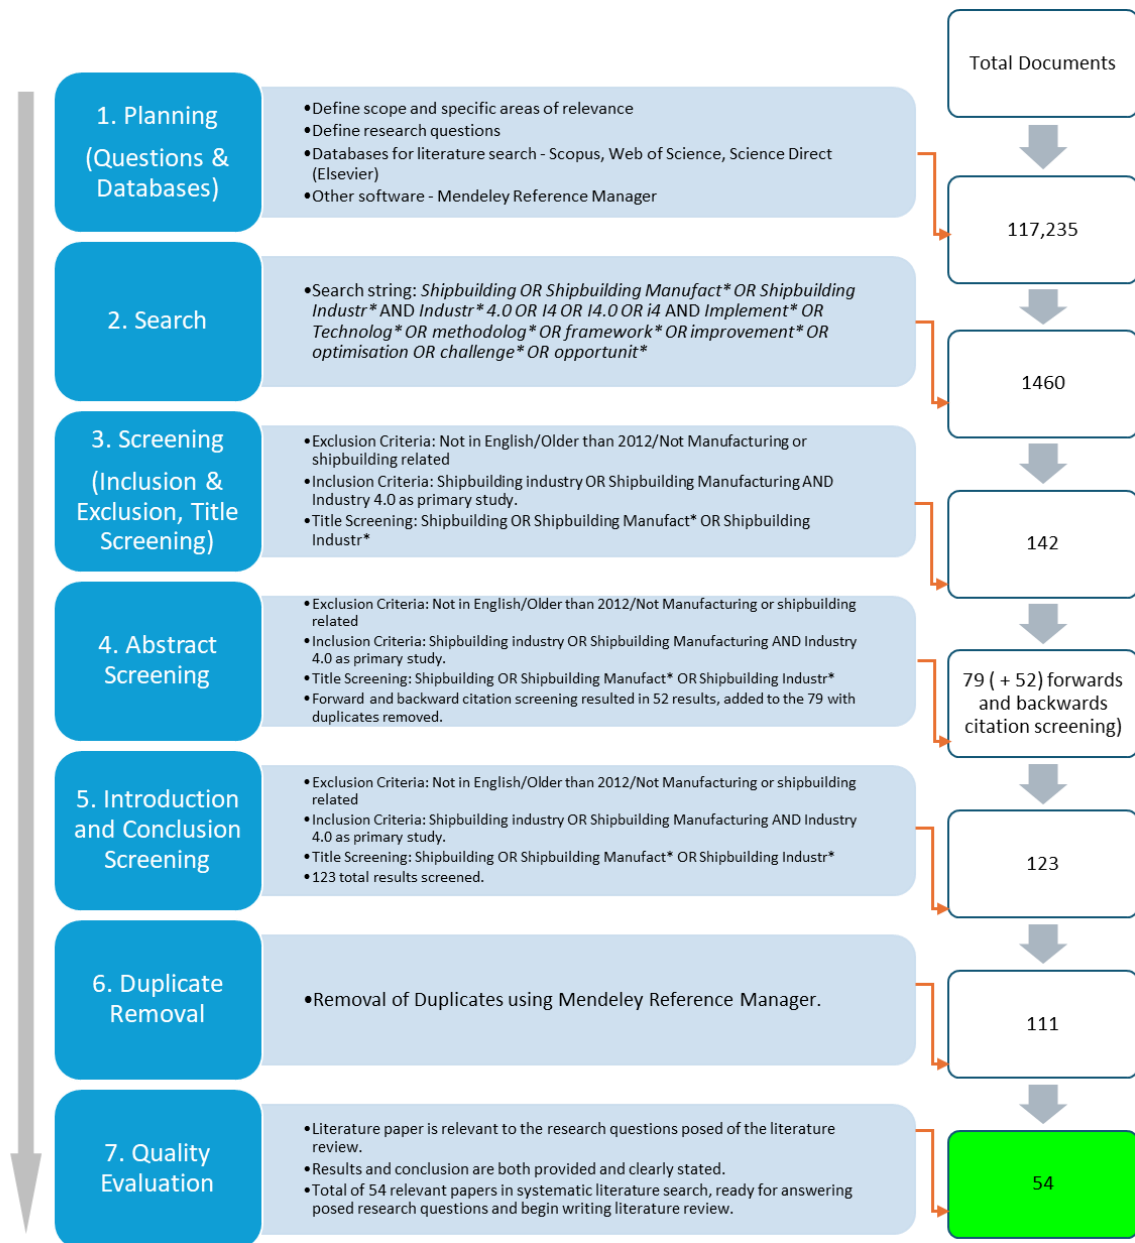 Total Documents
1. Planning
(Questions &
Databases)
•Define scope and specific areas of relevance
•Define research questions
•Databases for literature search - Scopus, Web of Science, Science Direct
(Elsevier)
•Other software - Mendeley Reference Manager
117,235
2. Search
•Search string: Shipbuilding OR Shipbuilding Manufact* OR Shipbuilding
Industr* AND Industr* 4.0 OR I4 OR I4.0 OR i4 AND Implement* OR
Technolog* OR methodolog* OR framework* OR improvement* OR
optimisation OR challenge* OR opportunit*
1460
3. Screening
(Inclusion &
Exclusion, Title
Screening)
•Exclusion Criteria: Not in English/Older than 2012/Not Manufacturing or
shipbuilding related
•Inclusion Criteria: Shipbuilding industry OR Shipbuilding Manufacturing AND
Industry 4.0 as primary study.
•Title Screening: Shipbuilding OR Shipbuilding Manufact* OR Shipbuilding
Industr*
142
4. Abstract
Screening
•Exclusion Criteria: Not in English/Older than 2012/Not Manufacturing or shipbuilding
related
•Inclusion Criteria: Shipbuilding industry OR Shipbuilding Manufacturing AND Industry
4.0 as primary study.
•Title Screening: Shipbuilding OR Shipbuilding Manufact* OR Shipbuilding Industr*
•Forward and backward citation screening resulted in 52 results, added to the 79 with
duplicates removed.
79 ( + 52) forwards
and backwards
citation screening)
5. Introduction
and Conclusion
Screening
•Exclusion Criteria: Not in English/Older than 2012/Not Manufacturing or shipbuilding
related
•Inclusion Criteria: Shipbuilding industry OR Shipbuilding Manufacturing AND Industry
4.0 as primary study.
•Title Screening: Shipbuilding OR Shipbuilding Manufact* OR Shipbuilding Industr*
•123 total results screened.
123
6. Duplicate
Removal
•Removal of Duplicates using Mendeley Reference Manager.
111
7. Quality
Evaluation
•Literature paper is relevant to the research questions posed of the literature
review.
•Results and conclusion are both provided and clearly stated.
•Total of 54 relevant papers in systematic literature search, ready for answering
posed research questions and begin writing literature review.
54